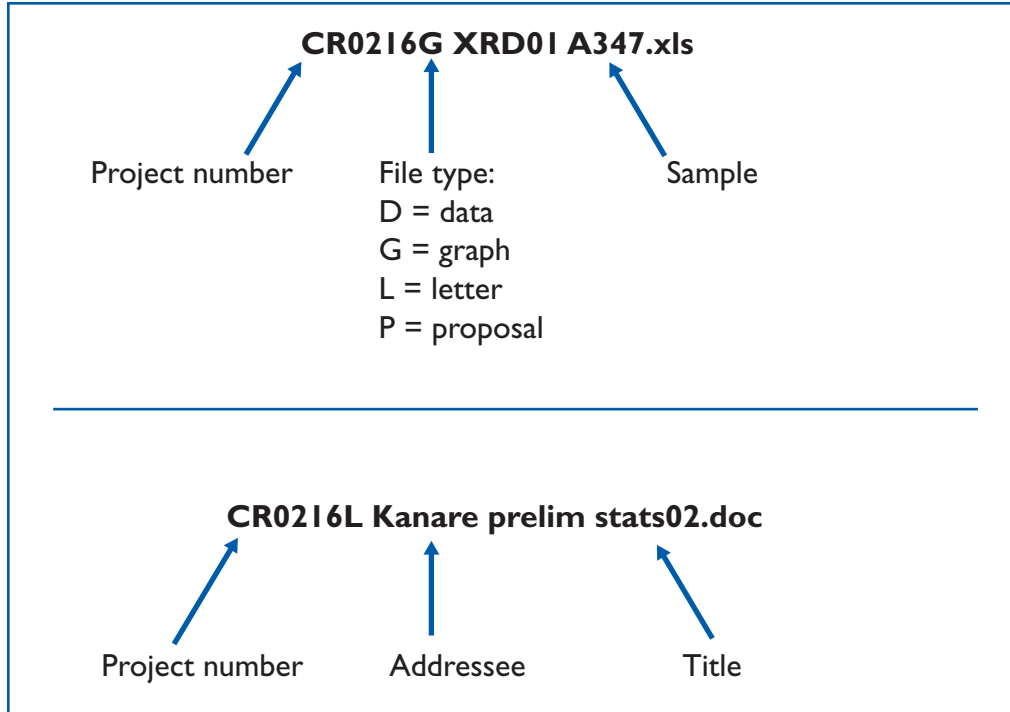 CR0216G XRD01 A347.xls
Project number
File type:
D = data
G = graph
L = letter
P = proposal
Sample
CR0216L Kanare prelim stats02.doc
Project number
Addressee
Title